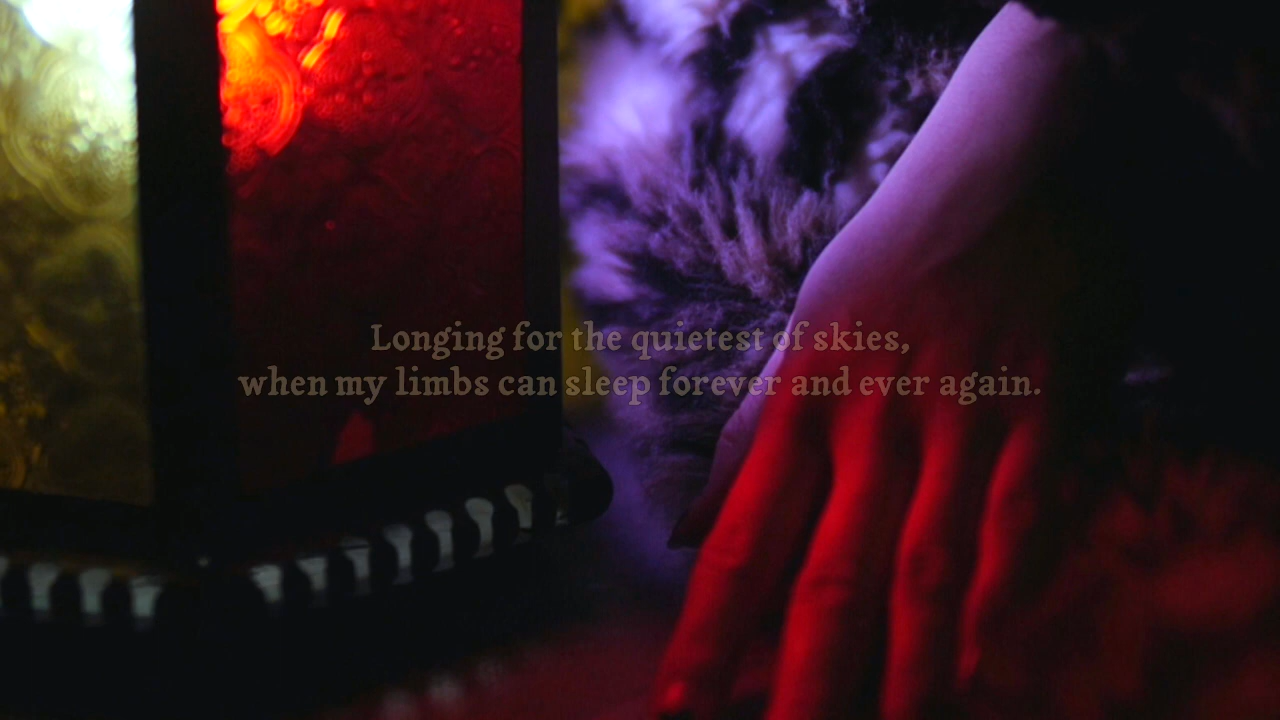 Longing for the quietest of skies,
when my limbs can sleep forever and ever again.